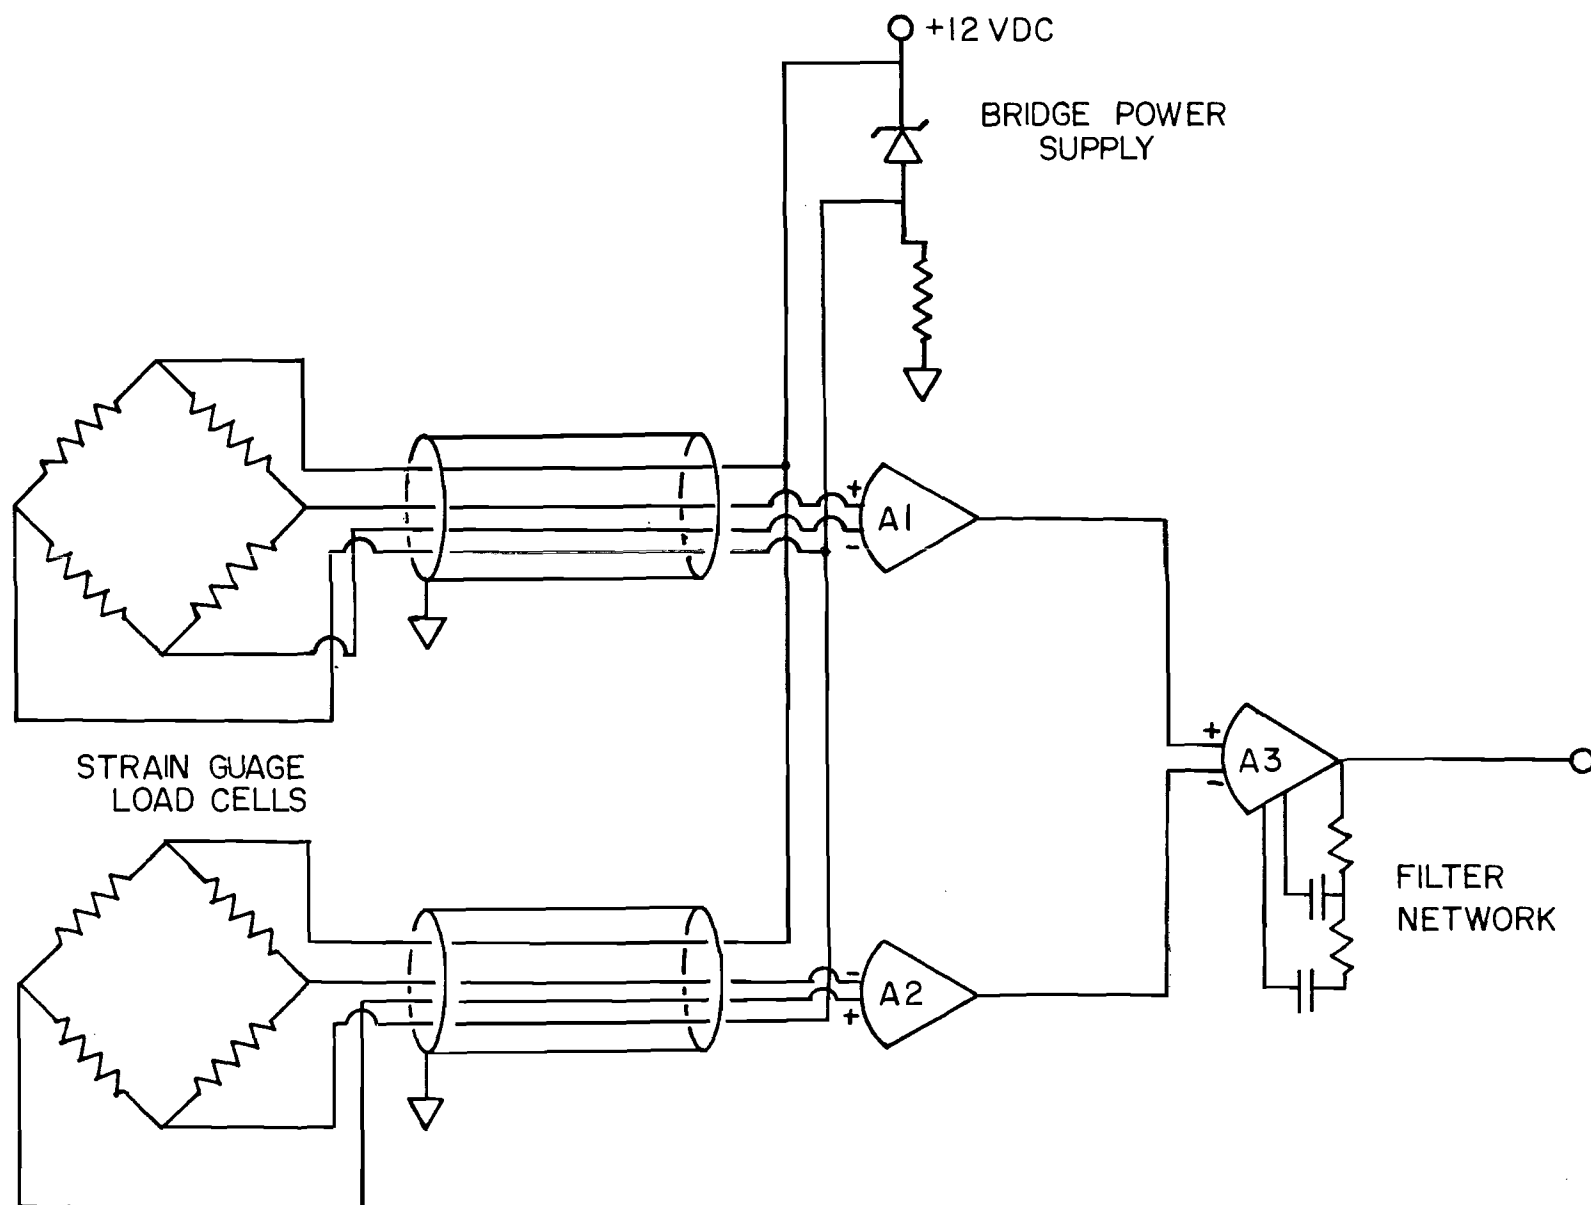 +12 VDC
BRIDGE POWER
SUPPLY
+
A1
-
STRAIN GUAGE
LOAD CELLS
+
A3
-
FILTER
NETWORK
-
A2
+